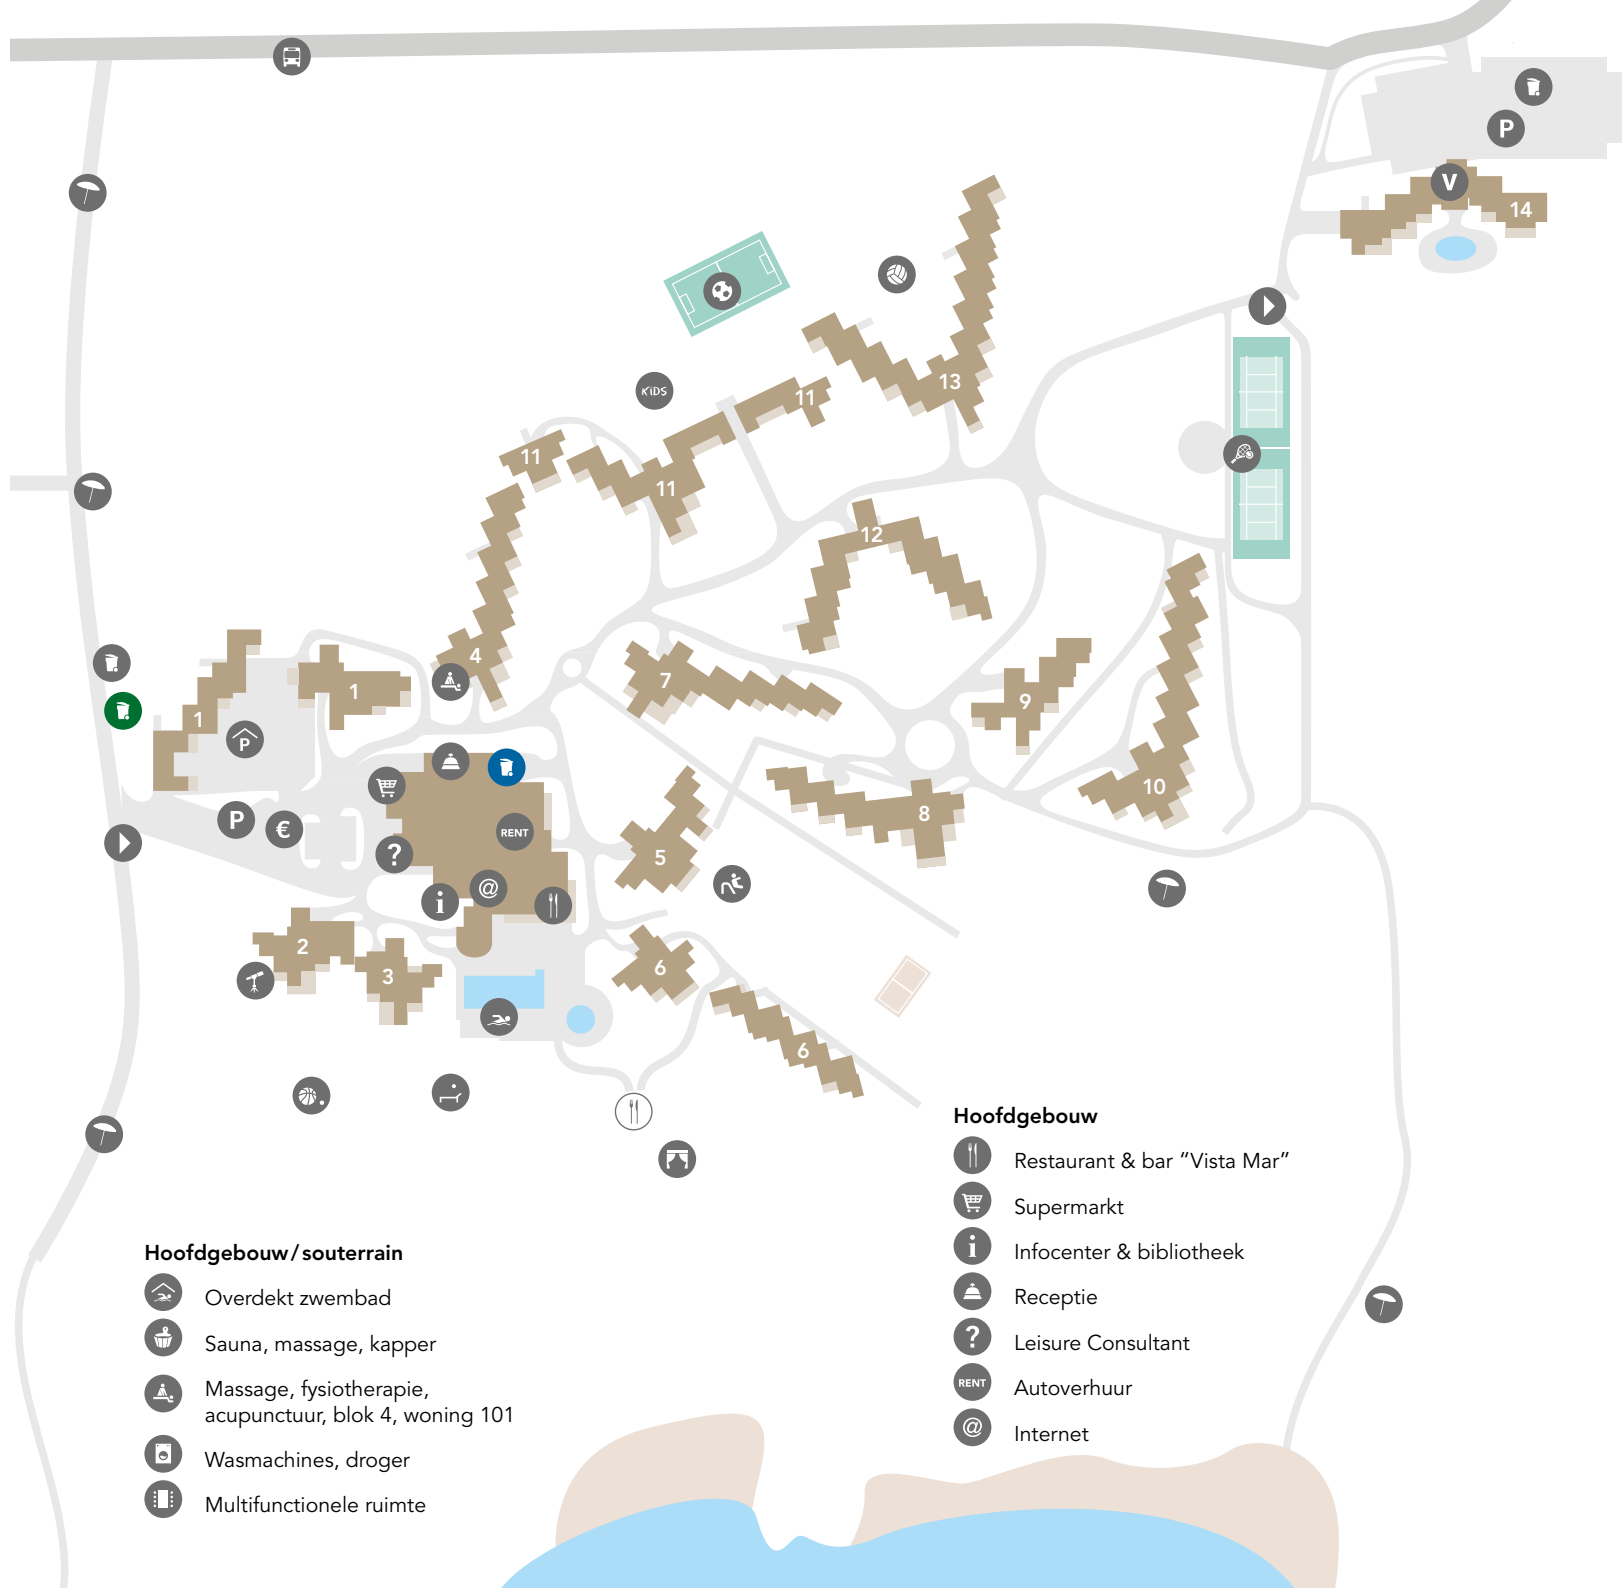 P
V
14
13
KiDS
11
11
11
12
4
7
1
1
9
P
10
RENT
8
P
€
?
5
@
i
2
3
6
6
Hoofdgebouw
Restaurant & bar “Vista Mar”
Supermarkt
i Infocenter & bibliotheek
Receptie
? Leisure Consultant
RENT Autoverhuur
@ Internet
Hoofdgebouw/souterrain
Overdekt zwembad
Sauna, massage, kapper
Massage, fysiotherapie,
acupunctuur, blok 4, woning 101
Wasmachines, droger
Multifunctionele ruimte